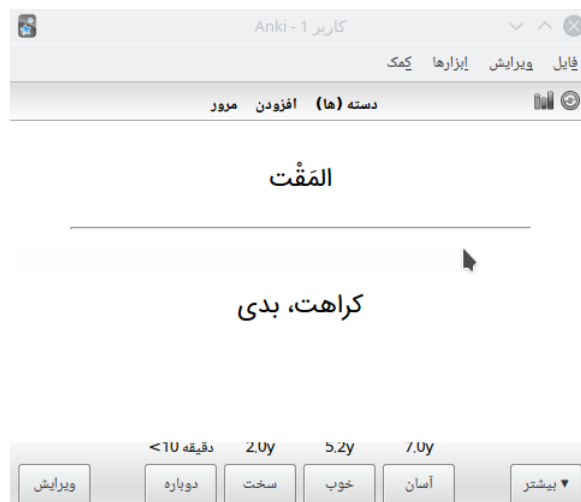 Anki - کاربر 1
فایل ویرایش ابزارها کمک
دسته (ها) افزودن مرور
المَقْت
کراهت، بدی
<10 دقیقه 2,0y 5,2y 7,0y
ویرایش دوباره سخت خوب آسان بیشتر ▾